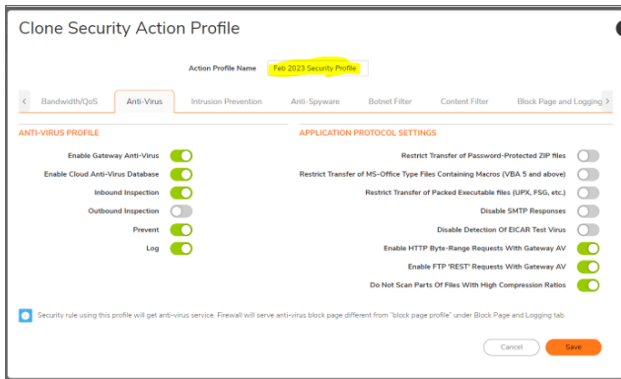 Clone Security Action Profile
Action Profile Name Feb 2023 Security Profile
Bandwidth/QoS Anti-Virus Intrusion Prevention Anti-Spyware Botnet Filter Content Filter Block Page and Logging
ANTI-VIRUS PROFILE
Enable Gateway Anti-Virus
Enable Cloud Anti-Virus Database
Inbound Inspection
Outbound Inspection
Prevent
Log
APPLICATION PROTOCOL SETTINGS
Restrict Transfer of Password-Protected ZIP files
Restrict Transfer of MS-Office Type Files Containing Macros (VBA 5 and above)
Restrict Transfer of Packed Executable files (UPX, FSG, etc.)
Disable SMTP Responses
Disable Detection Of EICAR Test Virus
Enable HTTP Byte-Range Requests With Gateway AV
Enable FTP 'REST' Requests With Gateway AV
Do Not Scan Parts Of Files With High Compression Ratios
Security rule using this profile will get anti-virus service. Firewall will serve anti-virus block page different from "block page profile" under Block Page and Logging tab.
Cancel Save